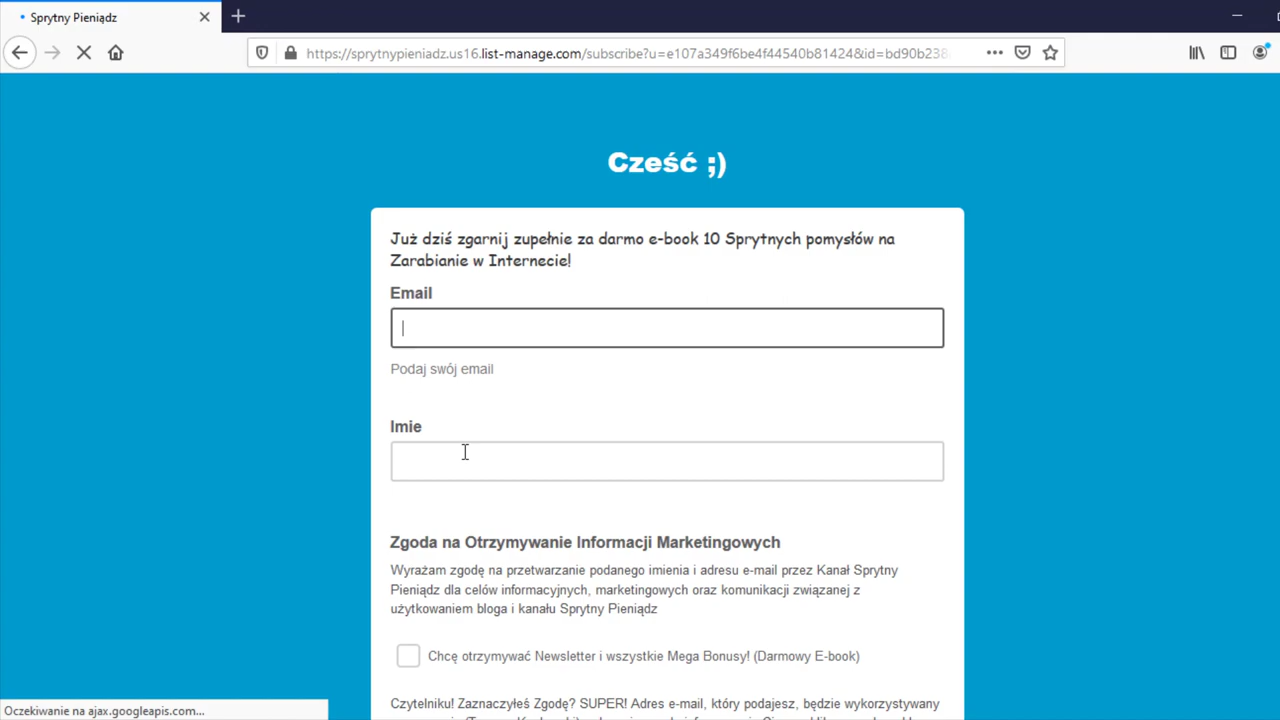 Sprytny Pieniądz
https://sprytnypieniadz.us16.list-manage.com/subscribe?u=e107a349f6be4f44540b81424&id=bd90b238
Cześć ;)
Już dziś zgarnij zupełnie za darmo e-book 10 Sprytnych pomysłów na
Zarabianie w Internecie!
Email
Podaj swój email
Imie
Zgoda na Otrzymywanie Informacji Marketingowych
Wyrażam zgodę na przetwarzanie podanego imienia i adresu e-mail przez Kanał Sprytny
Pieniądz dla celów informacyjnych, marketingowych oraz komunikacji związanej z
użytkowaniem bloga i kanału Sprytny Pieniądz
Chcę otrzymywać Newsletter i wszystkie Mega Bonusy! (Darmowy E-book)
Czytelniku! Zaznaczyłeś Zgodę? SUPER! Adres e-mail, który podajesz, będzie wykorzystywany
Oczekiwanie na ajax.googleapis.com...